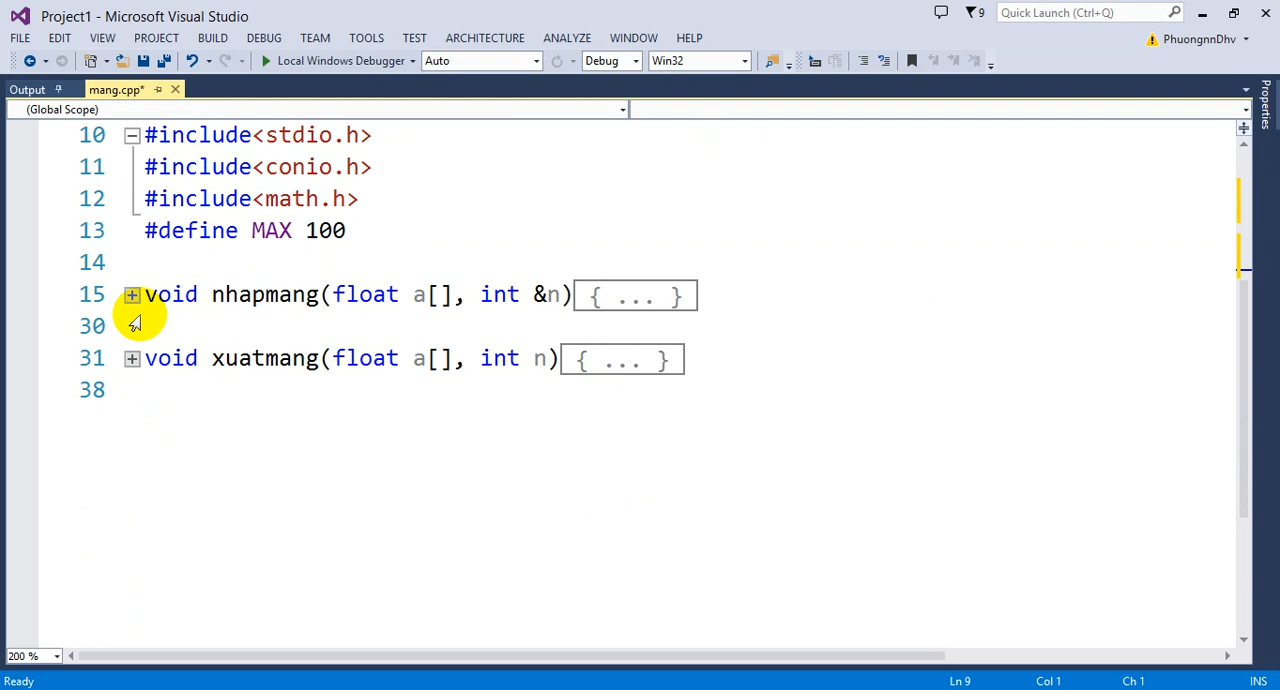 Project1 - Microsoft Visual Studio
9
Quick Launch (Ctrl+Q)
FILE EDIT VIEW PROJECT BUILD DEBUG TEAM TOOLS TEST ARCHITECTURE ANALYZE WINDOW HELP
PhuongnnDhv
Local Windows Debugger Auto Debug Win32
Output mang.cpp*
Properties
(Global Scope)
10 #include<stdio.h>
11 #include<conio.h>
12 #include<math.h>
13 #define MAX 100
14
15 void nhapmang(float a[], int &n){ ... }
30
31 void xuatmang(float a[], int n){ ... }
38
200 %
Ready Ln 9 Col 1 Ch 1 INS